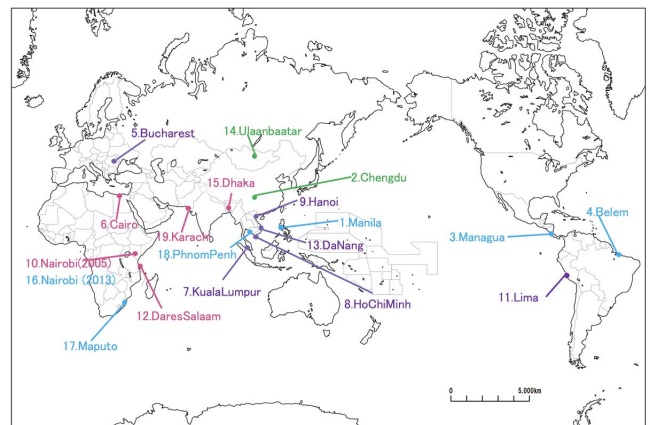 5.Bucharest
14.Ulaanbaatar
15.Dhaka
2.Chengdu
9.Hanoi
4.Belem
6.Cairo
1.Manila
19.Karachi
3.Managua
18.PhnomPenh
13.DaNang
10.Nairobi(2005)
16.Nairobi (2013)
7.KualaLumpur
11.Lima
8.HoChiMinh
12.DaresSalaam
17.Maputo
0 5,000km